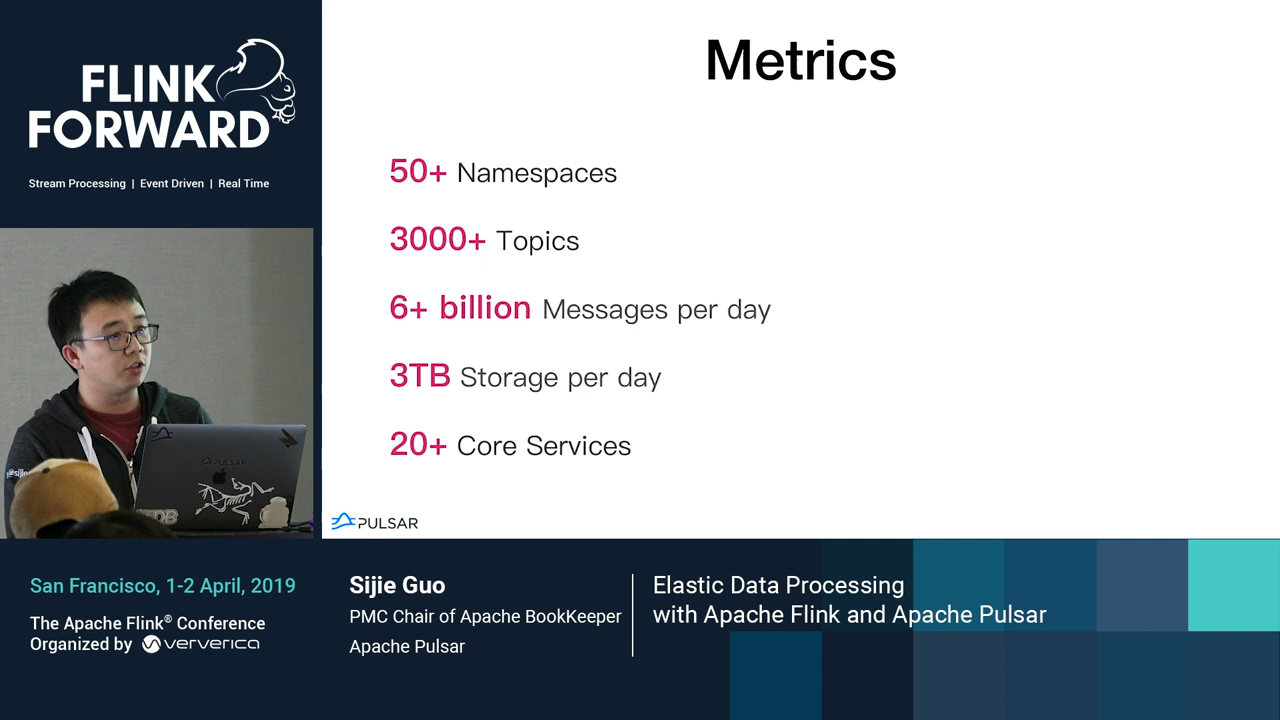 FLINK
FORWARD
Stream Processing | Event Driven | Real Time
Metrics
50+ Namespaces
3000+ Topics
6+ billion Messages per day
3TB Storage per day
20+ Core Services
PULSAR
@sijie
PULSAR
San Francisco, 1-2 April, 2019
The Apache Flink® Conference
Organized by ververica
Sijie Guo
PMC Chair of Apache BookKeeper
Apache Pulsar
Elastic Data Processing
with Apache Flink and Apache Pulsar